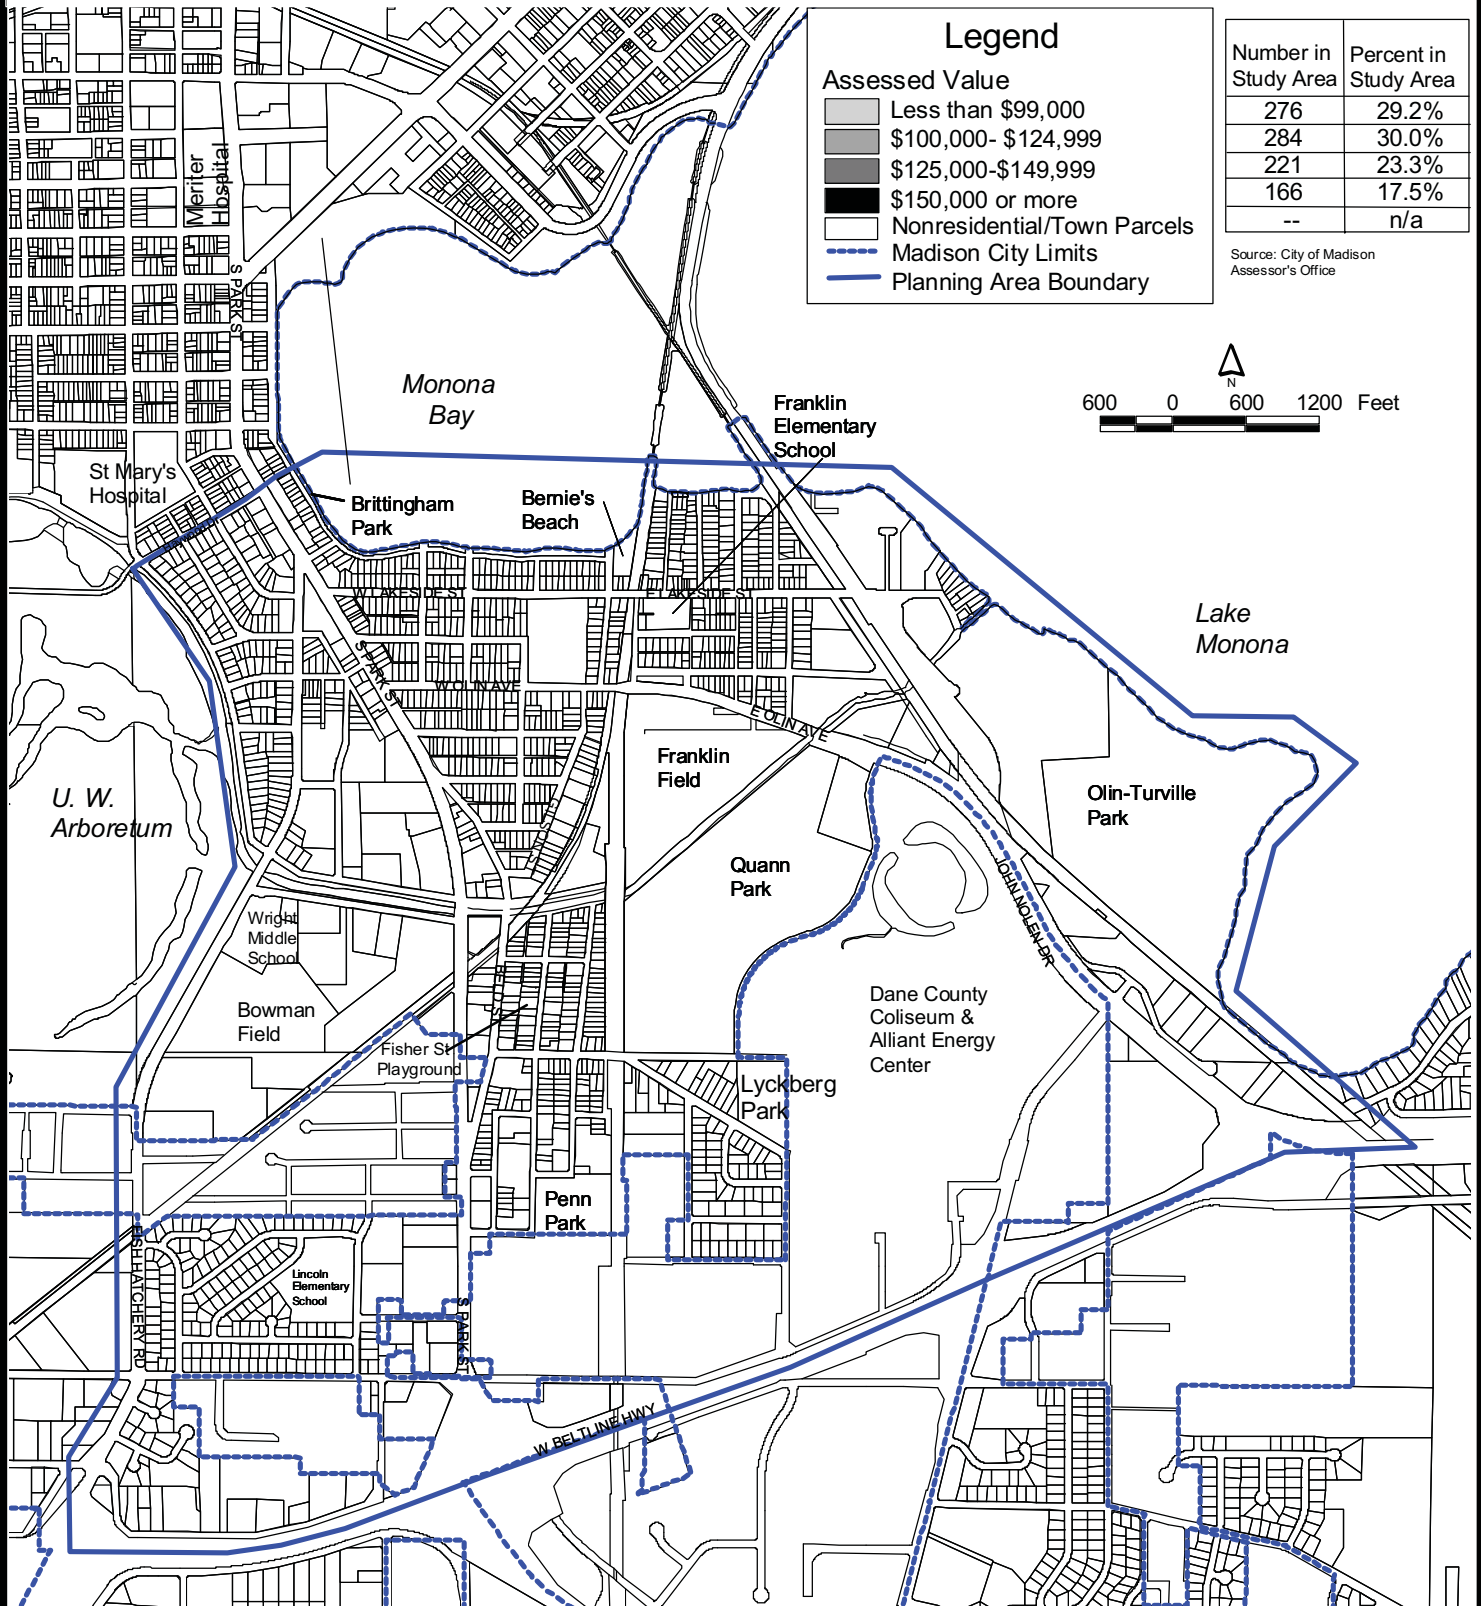 Legend
Assessed Value
Less than $99,000
$100,000- $124,999
$125,000-$149,999
$150,000 or more
Nonresidential/Town Parcels
Madison City Limits
Planning Area Boundary
Number in Percent in
Study Area Study Area
276 29.2%
284 30.0%
221 23.3%
166 17.5%
-- n/a
Source: City of Madison
Assessor's Office
N
600 0 600 1200 Feet
Meriter
Hospital
S PARK ST
Monona
Bay
Franklin
Elementary
School
St Mary's
Hospital
Brittingham
Park
Bernie's
Beach
W LAKESIDE ST
E LAKESIDE ST
Lake
Monona
S PARK ST
W OLIN AVE
E OLIN AVE
Franklin
Field
U. W.
Arboretum
Olin-Turville
Park
Quann
Park
JOHN NOLEN DR
Wright
Middle
School
Bowman
Field
Dane County
Coliseum &
Alliant Energy
Center
Fisher St
Playground
Lyckberg
Park
Penn
Park
FISH HATCHERY RD
Lincoln
Elementary
School
S PARK ST
W BELTLINE HWY